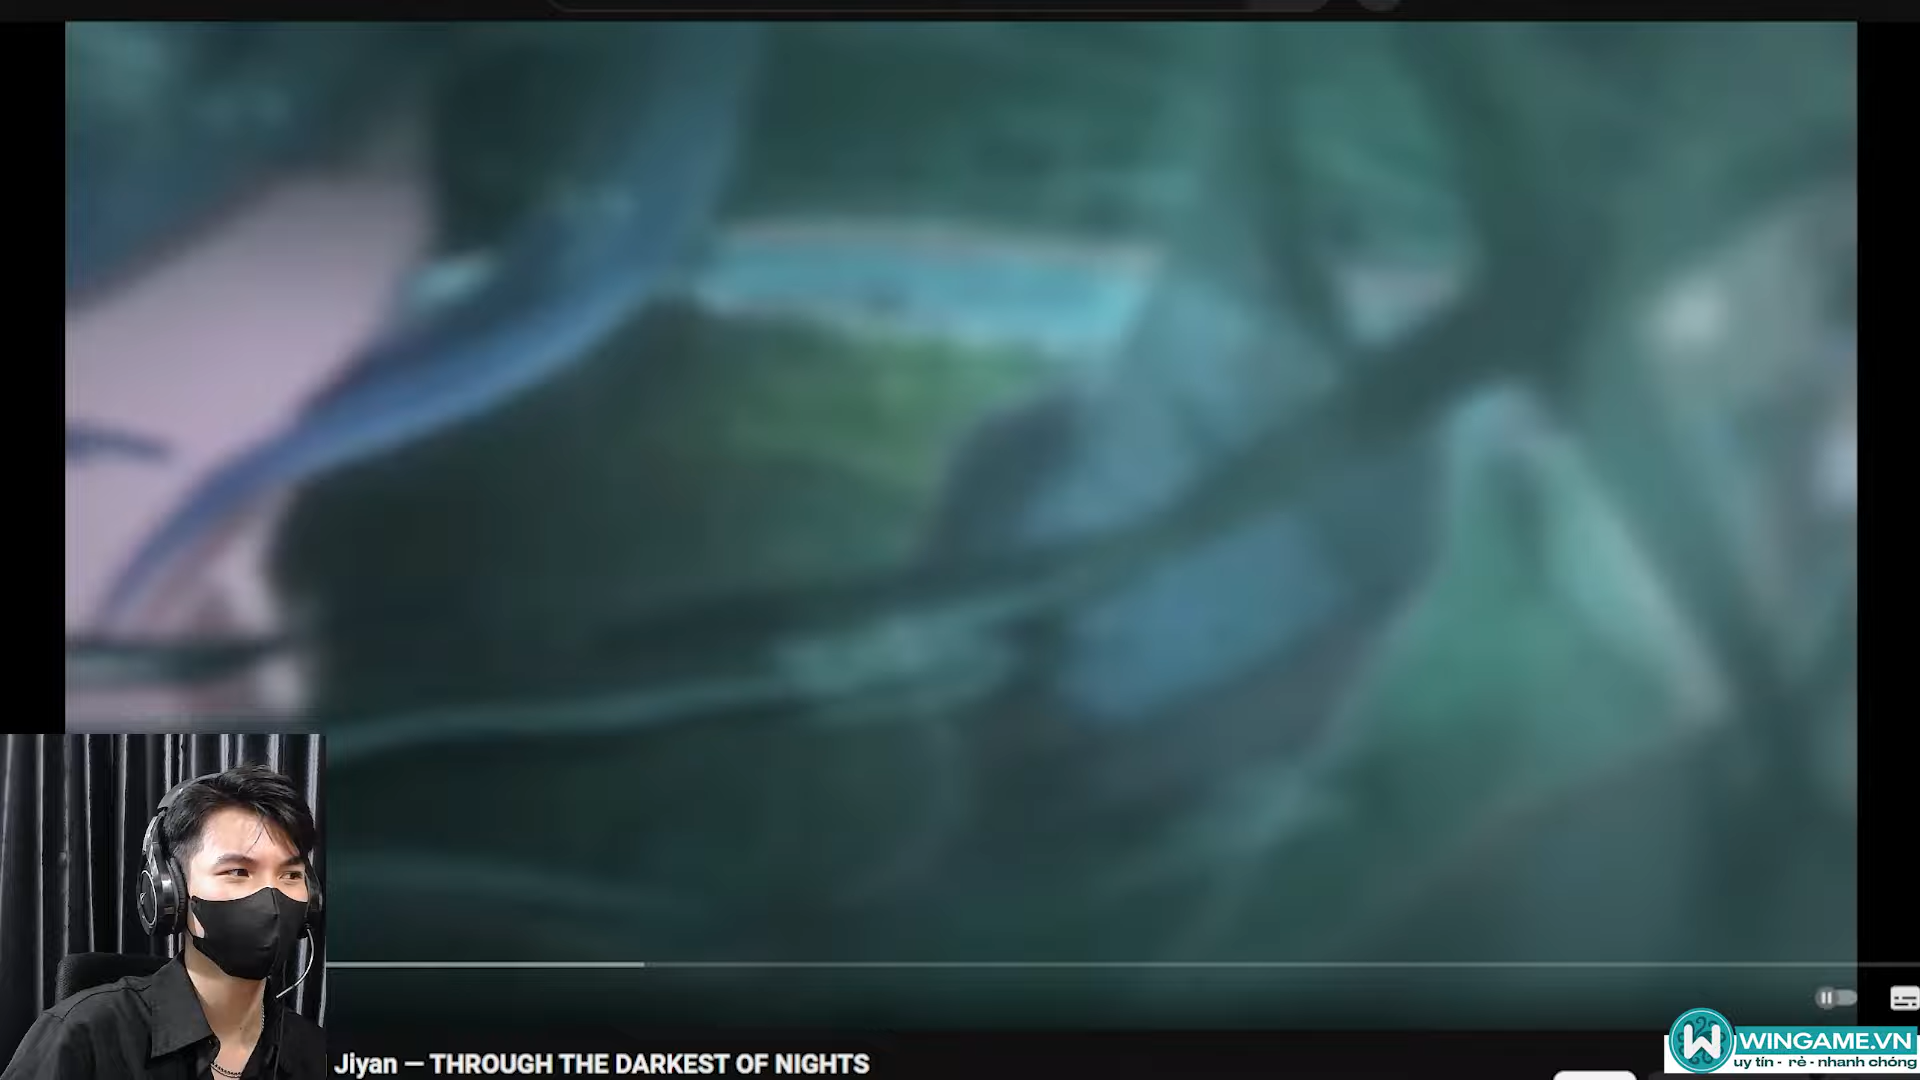 Jiyan — THROUGH THE DARKEST OF NIGHTS
WINGAME.VN
uy tín - rẻ - nhanh chóng